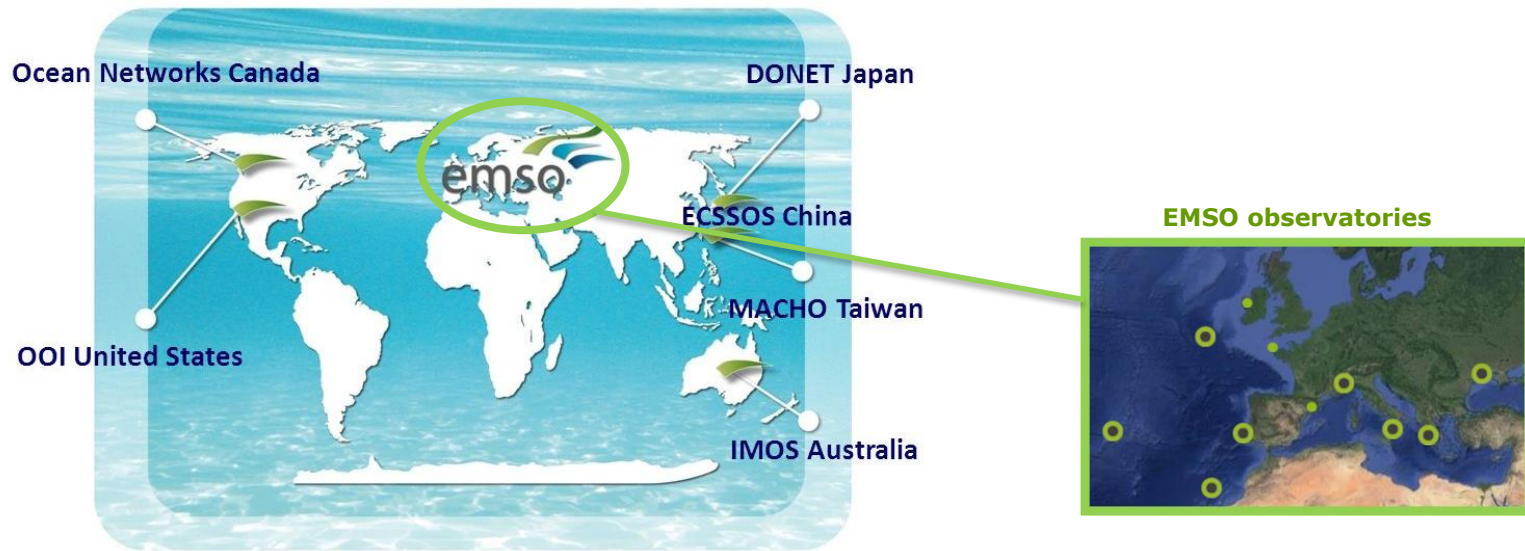 Ocean Networks Canada
DONET Japan
emso
ECSSOS China
EMSO observatories
MACHO Taiwan
OOI United States
IMOS Australia